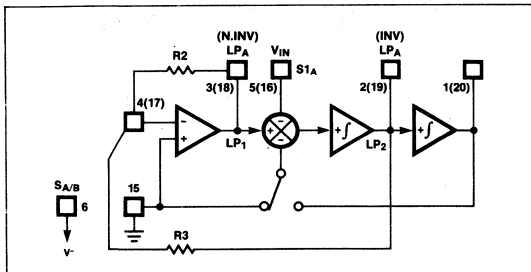 (N.INV)
LPA
VIN
(INV)
LPA
R2
S1A
3(18)
5(16)
2(19)
1(20)
4(17)
−
+
−
+
−
+∫
+∫
LP1
LP2
SA/B
6
V-
15
R3